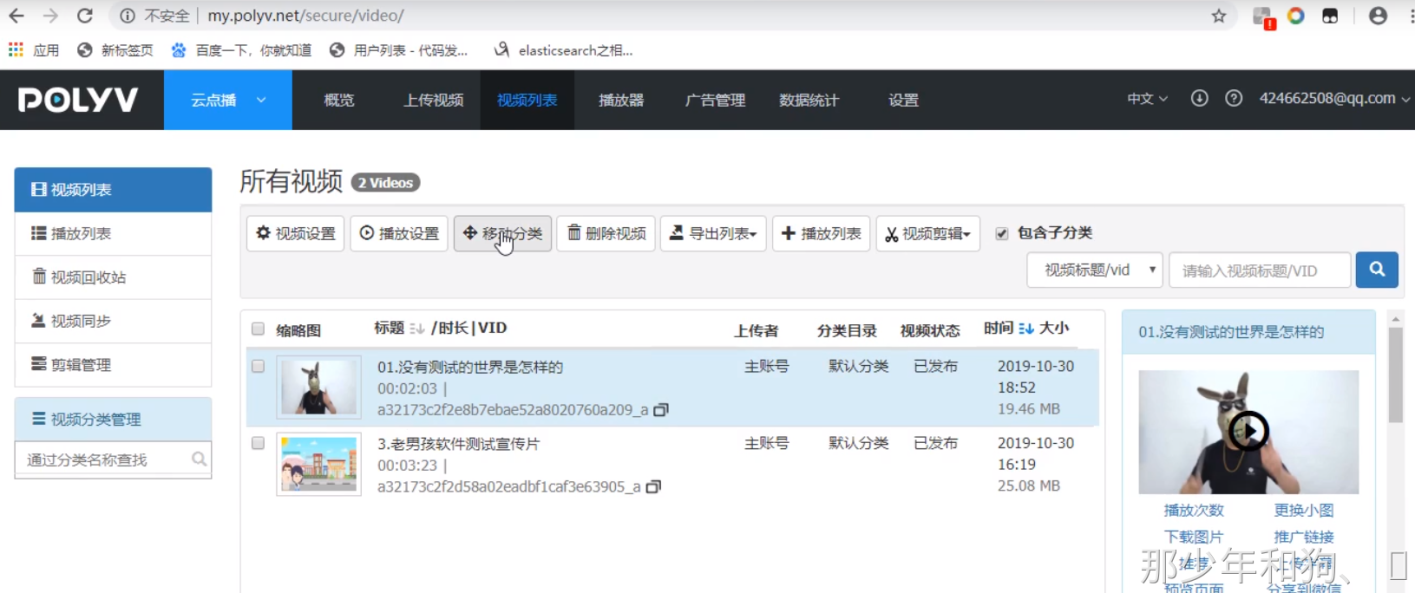 不安全 | my.polyv.net/secure/video/
应用 新标签页 百度一下，你就知道 用户列表 - 代码发... elasticsearch之相...
POLYV 云点播 概览 上传视频 视频列表 播放器 广告管理 数据统计 设置 中文 424662508@qq.com
视频列表
播放列表
视频回收站
视频同步
剪辑管理
视频分类管理
通过分类名称查找
所有视频 2 Videos
视频设置 播放设置 移动分类 删除视频 导出列表 播放列表 视频剪辑 包含子分类
视频标题/vid 请输入视频标题/VID
缩略图 标题 /时长|VID 上传者 分类目录 视频状态 时间 大小
01.没有测试的世界是怎样的 主账号 默认分类 已发布 2019-10-30
00:02:03 | 18:52
a32173c2f2e8b7ebae52a8020760a209_a 19.46 MB
3.老男孩软件测试宣传片 主账号 默认分类 已发布 2019-10-30
00:03:23 | 16:19
a32173c2f2d58a02eadbf1caf3e63905_a 25.08 MB
01.没有测试的世界是怎样的
播放次数 更换小图
下载图片 推广链接
预览页面 分享到微信
那少年和狗、